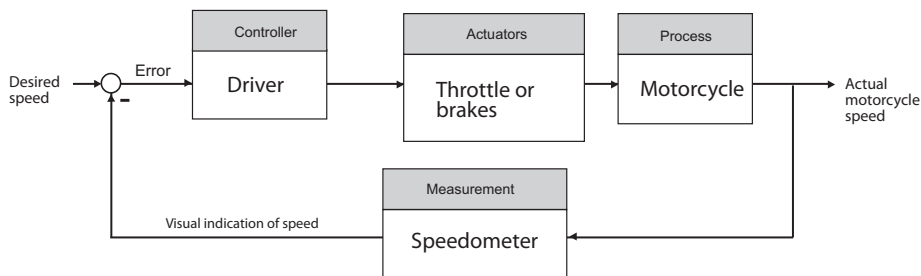 Controller
Actuators
Process
Desired
speed
Error
Driver
Throttle or
brakes
Motorcycle
Actual
motorcycle
speed
-
Measurement
Visual indication of speed
Speedometer